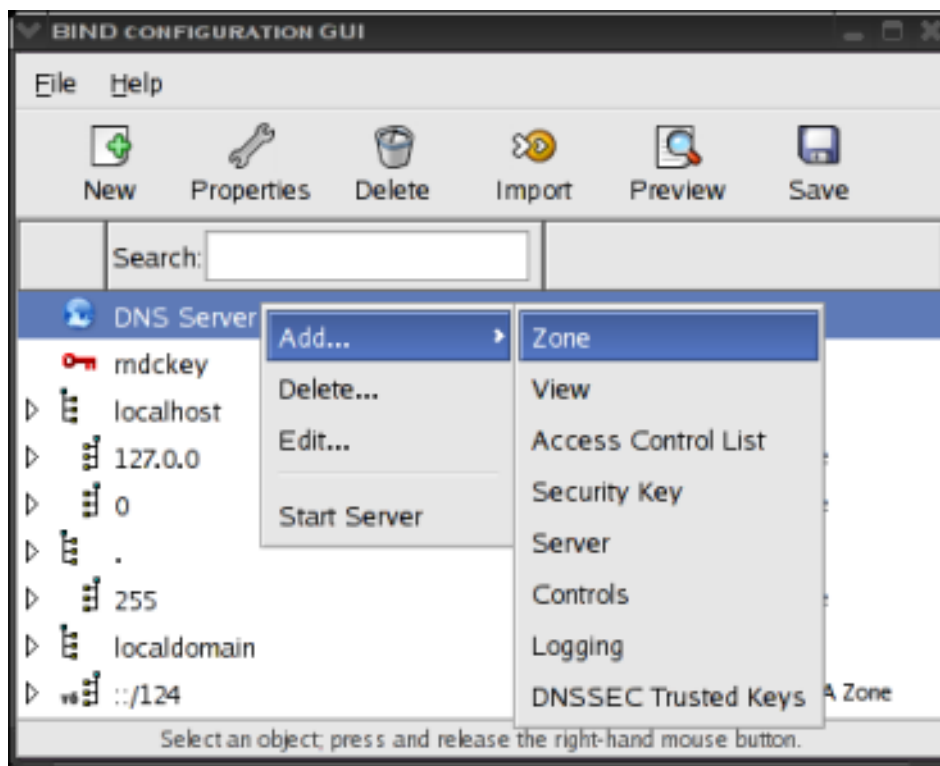 BIND CONFIGURATION GUI
File Help
New Properties Delete Import Preview Save
Search:
DNS Server
Add...
Zone
rndckey
Delete...
View
localhost
Edit...
Access Control List
127.0.0
Security Key
0
Start Server
Server
.
Controls
255
Logging
localdomain
DNSSEC Trusted Keys
v6 ::/124
A Zone
Select an object; press and release the right-hand mouse button.